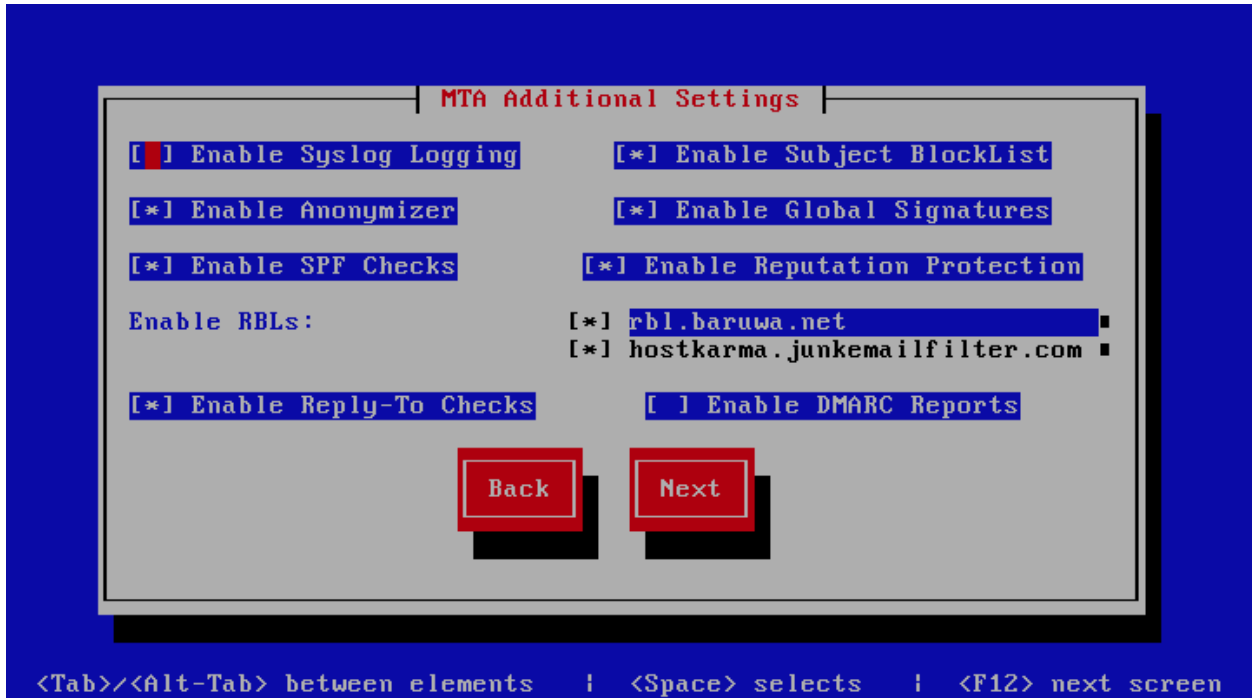 MTA Additional Settings
[ ] Enable Syslog Logging [*] Enable Subject BlockList
[*] Enable Anonymizer [*] Enable Global Signatures
[*] Enable SPF Checks [*] Enable Reputation Protection
Enable RBLs: [*] rbl.baruwa.net
[*] hostkarma.junkemailfilter.com
[*] Enable Reply-To Checks [ ] Enable DMARC Reports
Back Next
<Tab>/<Alt-Tab> between elements | <Space> selects | <F12> next screen